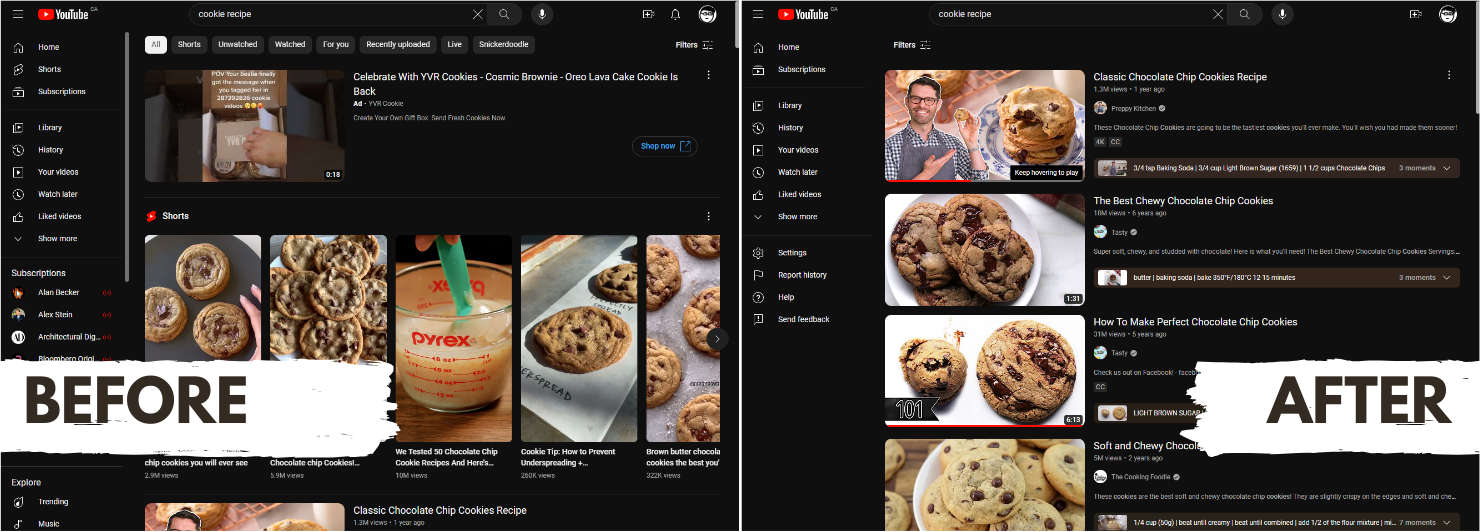 YouTube CA
cookie recipe
Home
Shorts
Subscriptions
Library
History
Your videos
Watch later
Liked videos
Show more
Subscriptions
Alan Becker
Alex Stein
Architectural Dig...
Bloomberg Origi...
BEFORE
Explore
Trending
Music
All
Shorts
Unwatched
Watched
For you
Recently uploaded
Live
Snickerdoodle
Filters
POV Your Bestie finally
got the message when
you tagged her in
287392826 cookie
videos
YVR
0:18
Celebrate With YVR Cookies - Cosmic Brownie - Oreo Lava Cake Cookie Is
Back
Ad · YVR Cookie
Create Your Own Gift Box. Send Fresh Cookies Now.
Shop now
Shorts
PYREX
PYREX
chip cookies you will ever see
2.9M views
Chocolate chip Cookies!...
5.9M views
We Tested 50 Chocolate Chip
Cookie Recipes And Here's...
10M views
Cookie Tip: How to Prevent
Underspreading +...
260K views
Brown butter chocola
cookies the best you'
322K views
Classic Chocolate Chip Cookies Recipe
1.3M views · 1 year ago
YouTube CA
cookie recipe
Home
Subscriptions
Library
History
Your videos
Watch later
Liked videos
Show more
Settings
Report history
Help
Send feedback
Filters
Keep hovering to play
Classic Chocolate Chip Cookies Recipe
1.3M views · 1 year ago
Preppy Kitchen
These Chocolate Chip Cookies are going to be the tastiest cookies you'll ever make. You'll wish you had made them sooner!
4K CC
3/4 tsp Baking Soda | 3/4 cup Light Brown Sugar (1659) | 1 1/2 cups Chocolate Chips
3 moments
1:31
The Best Chewy Chocolate Chip Cookies
10M views · 6 years ago
Tasty
Super soft, chewy, and studded with chocolate! Here is what you'll need! The Best Chewy Chocolate Chip Cookies Servings:...
butter | baking soda | bake 350°F/180°C 12-15 minutes
3 moments
101
6:13
How To Make Perfect Chocolate Chip Cookies
31M views · 5 years ago
Tasty
Check us out on Facebook! - faceb
CC
LIGHT BROWN SUGAR
AFTER
Soft and Chewy Choco
5M views · 2 years ago
The Cooking Foodie
These cookies are the best soft and chewy chocolate chip cookies! They are slightly crispy on the edges and soft and che...
1/4 cup (50g) | beat until creamy | beat until combined | add 1/2 of the flour mixture | mi...
7 moments